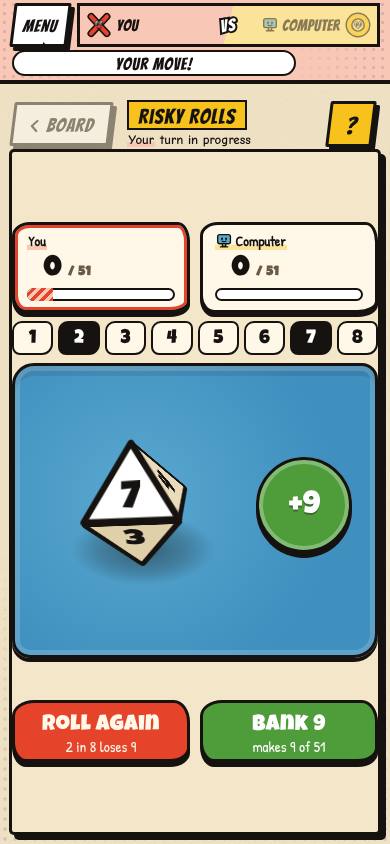 MENU
YOU
VS
COMPUTER
YOUR MOVE!
< BOARD
RISKY ROLLS
?
Your turn in progress
You
0 / 51
Computer
0 / 51
1 2 3 4 5 6 7 8
7
3
+9
ROLL AGAIN
2 in 8 loses 9
BANK 9
makes 9 of 51